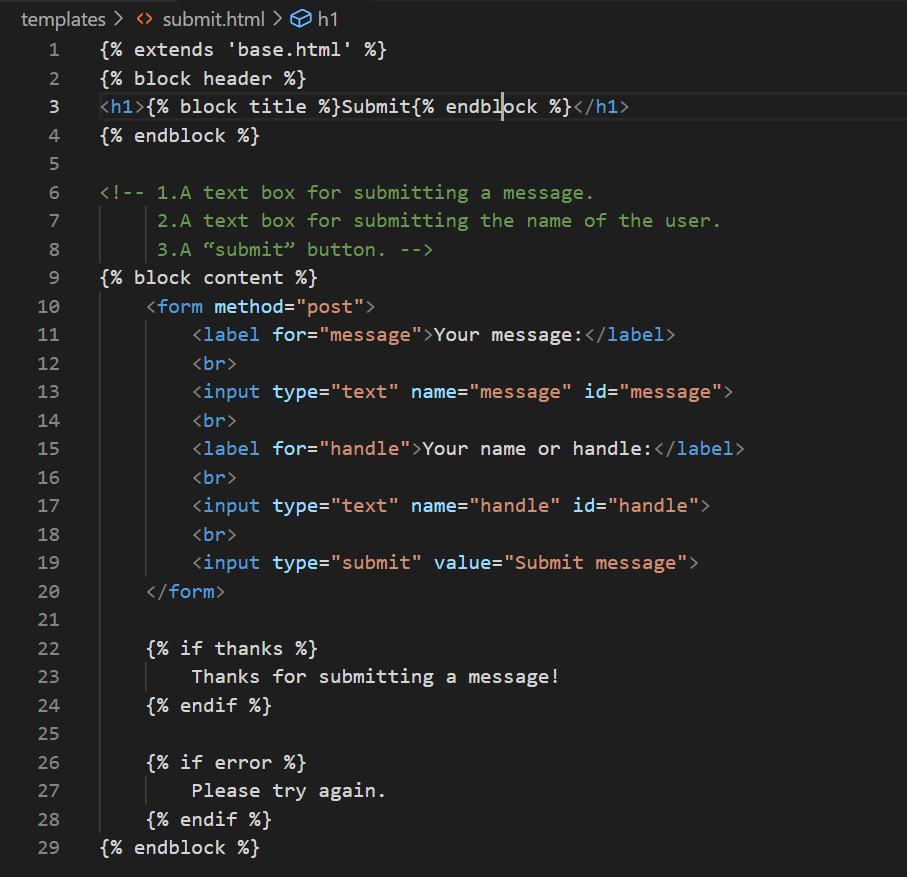 templates > <> submit.html > h1
1 {% extends 'base.html' %}
2 {% block header %}
3 <h1>{% block title %}Submit{% endblock %}</h1>
4 {% endblock %}
5
6 <!-- 1.A text box for submitting a message.
7 2.A text box for submitting the name of the user.
8 3.A “submit” button. -->
9 {% block content %}
10 <form method="post">
11 <label for="message">Your message:</label>
12 <br>
13 <input type="text" name="message" id="message">
14 <br>
15 <label for="handle">Your name or handle:</label>
16 <br>
17 <input type="text" name="handle" id="handle">
18 <br>
19 <input type="submit" value="Submit message">
20 </form>
21
22 {% if thanks %}
23 Thanks for submitting a message!
24 {% endif %}
25
26 {% if error %}
27 Please try again.
28 {% endif %}
29 {% endblock %}